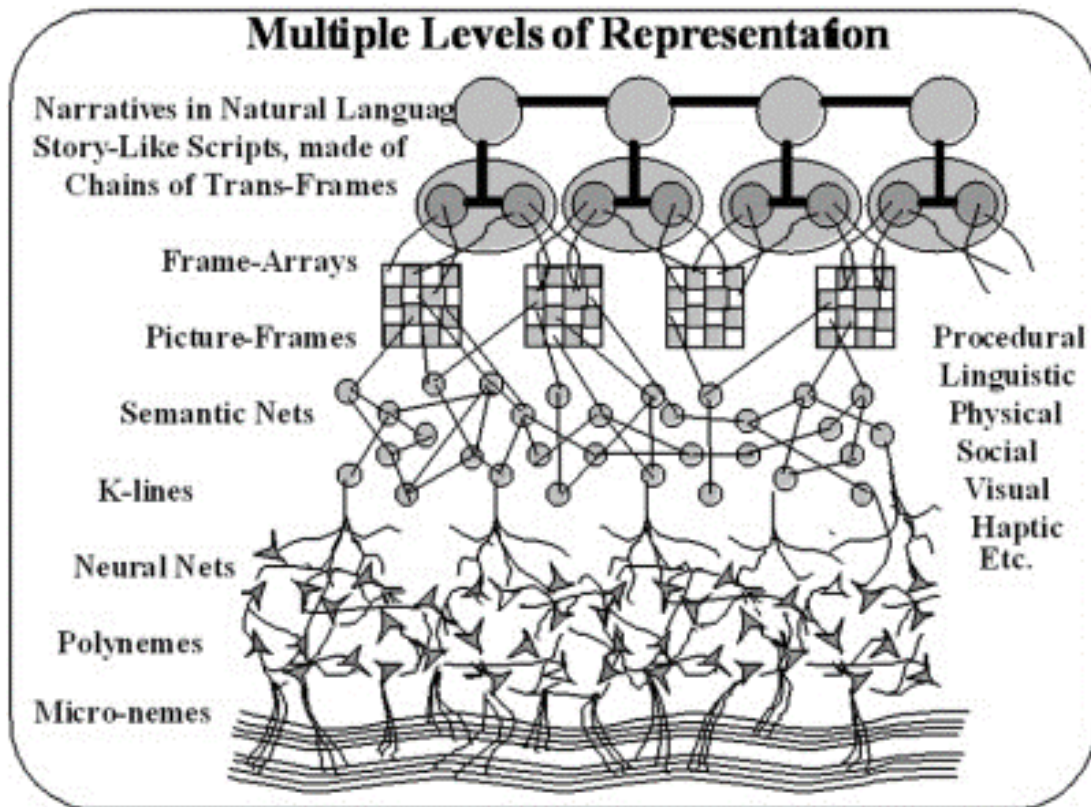 Multiple Levels of Representation
Narratives in Natural Languag
Story-Like Scripts, made of
Chains of Trans-Frames
Frame-Arrays
Picture-Frames
Semantic Nets
K-lines
Neural Nets
Polynemes
Micro-nemes
Procedural
Linguistic
Physical
Social
Visual
Haptic
Etc.